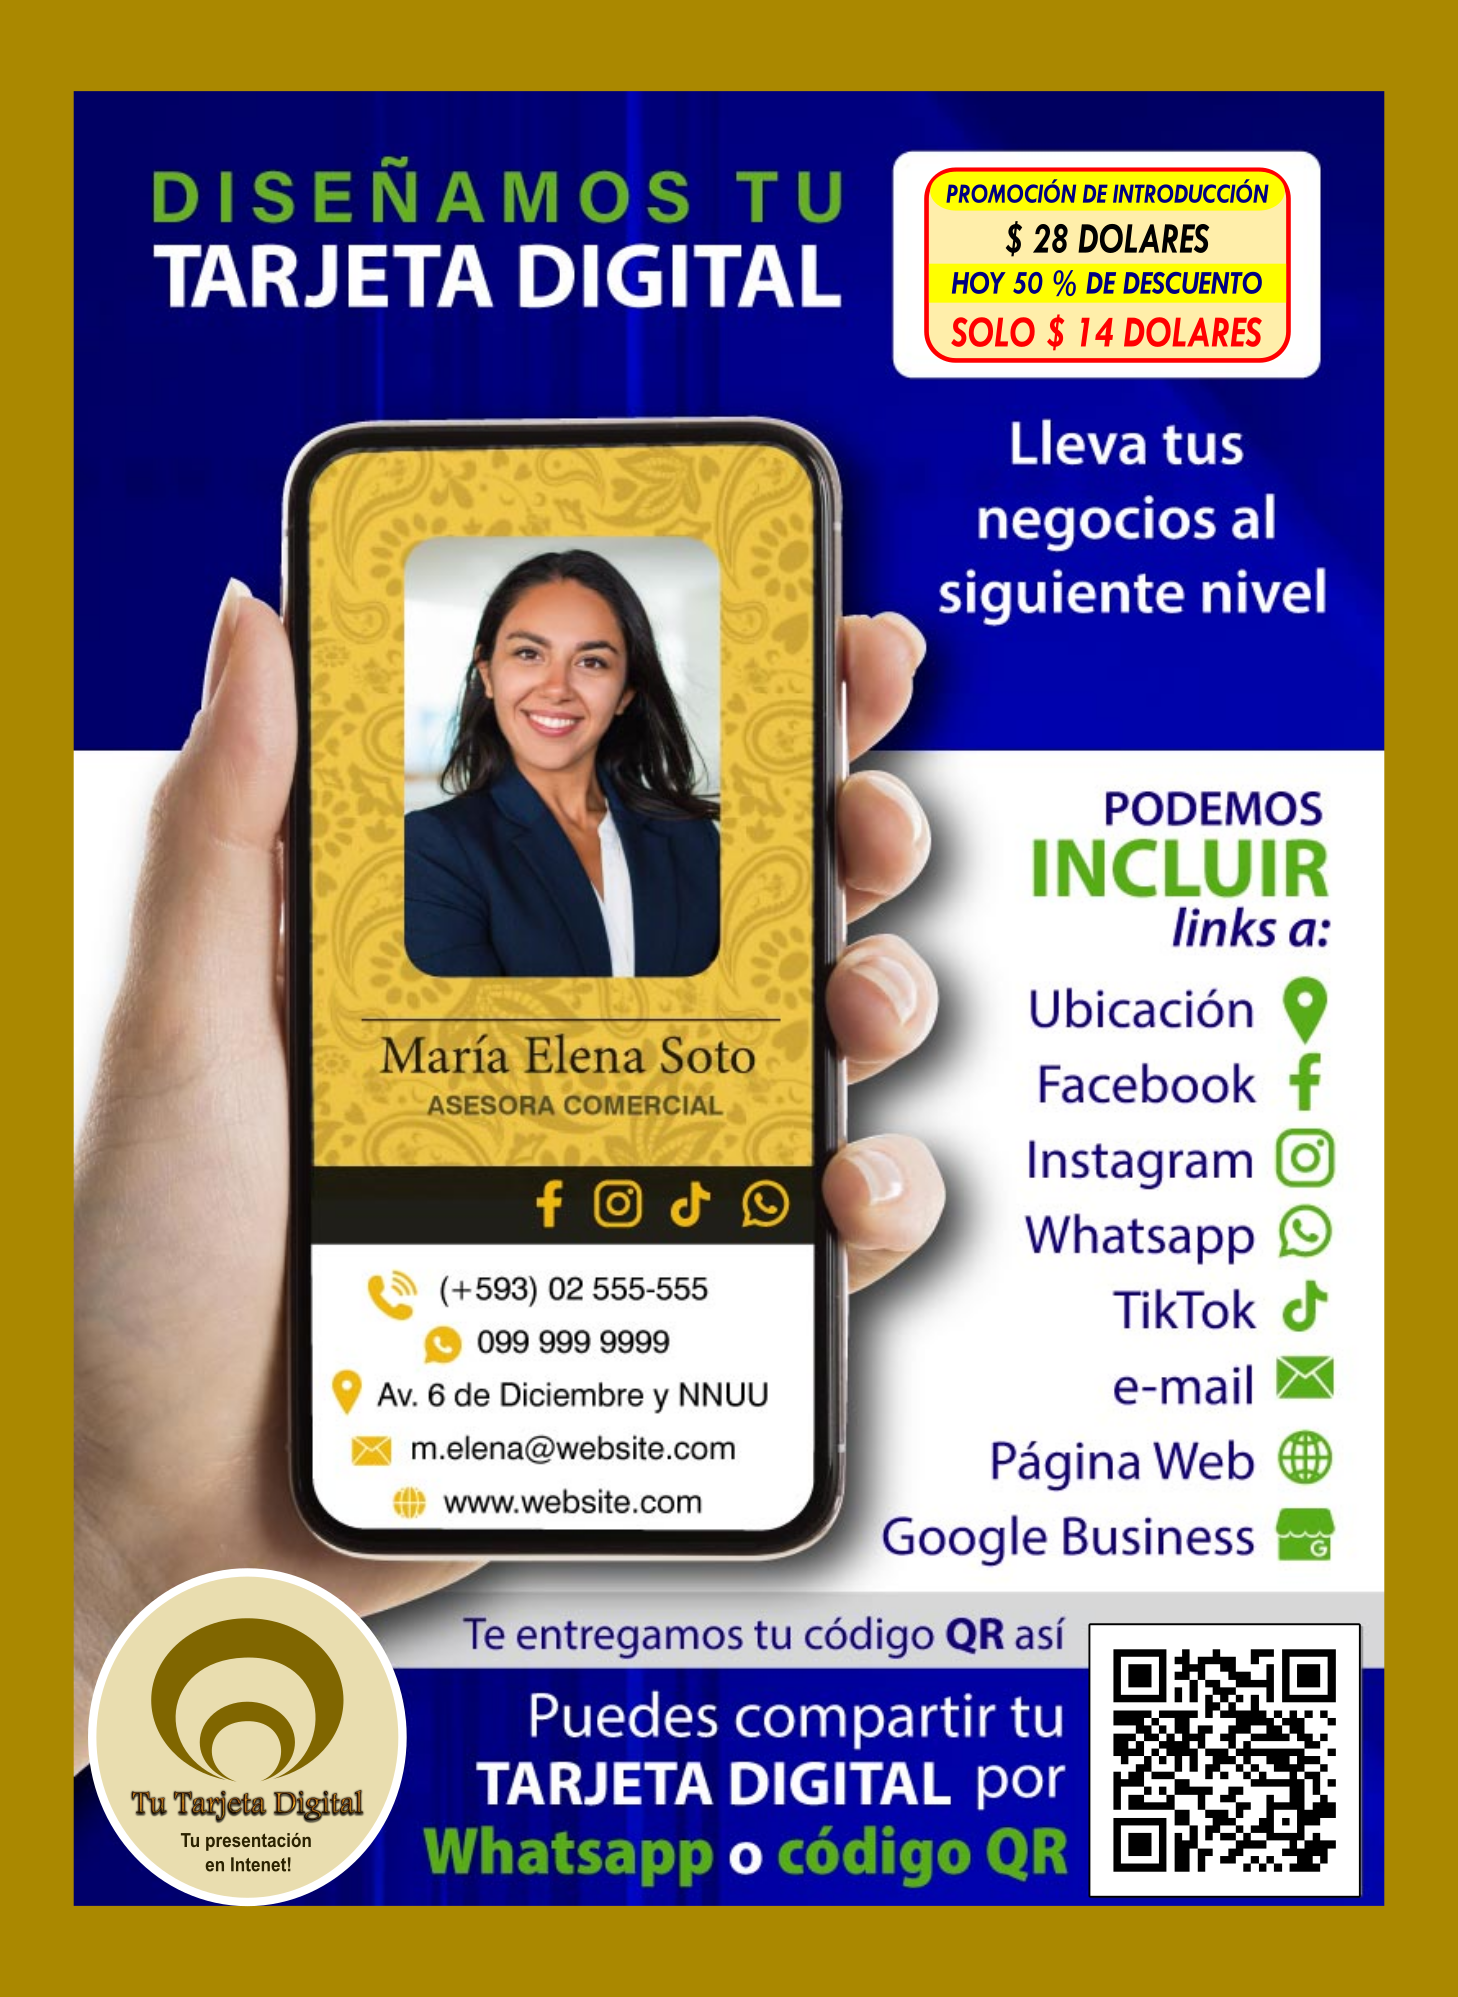 DISEÑAMOS TU
TARJETA DIGITAL
PROMOCIÓN DE INTRODUCCIÓN
$ 28 DOLARES
HOY 50 % DE DESCUENTO
SOLO $ 14 DOLARES
Lleva tus
negocios al
siguiente nivel
María Elena Soto
ASESORA COMERCIAL
(+593) 02 555-555
099 999 9999
Av. 6 de Diciembre y NNUU
m.elena@website.com
www.website.com
PODEMOS
INCLUIR
links a:
Ubicación
Facebook
Instagram
Whatsapp
TikTok
e-mail
Página Web
Google Business
G
Te entregamos tu código QR así
Puedes compartir tu
TARJETA DIGITAL por
Whatsapp o código QR
Tu Tarjeta Digital
Tu presentación
en Intenet!